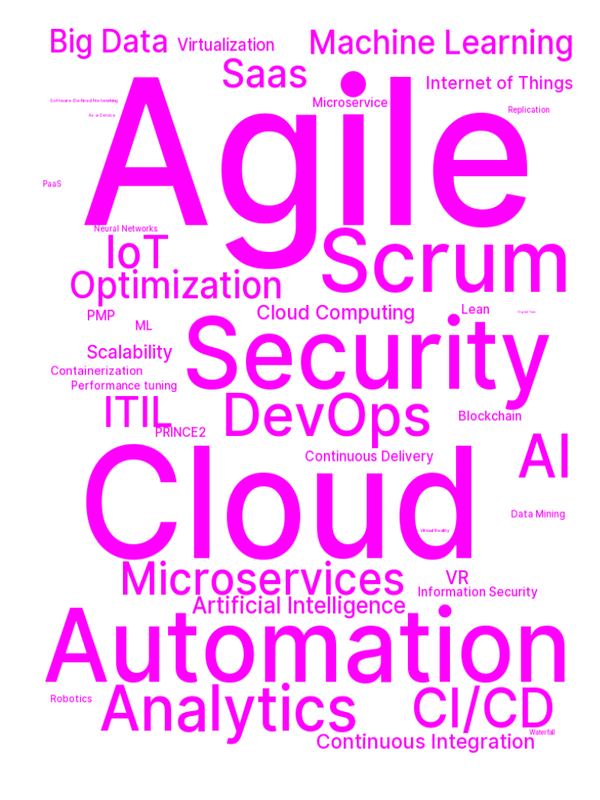 Big Data
Virtualization
Machine Learning
Saas
Internet of Things
Software Defined Networking
Microservice
Replication
As-a-Service
Agile
PaaS
Neural Networks
IoT
Scrum
Optimization
Cloud Computing
Lean
PMP
ML
Security
Scalability
Containerization
Performance tuning
ITIL
DevOps
Blockchain
PRINCE2
AI
Continuous Delivery
Cloud
Data Mining
Virtual Reality
Microservices
VR
Information Security
Artificial Intelligence
Automation
Robotics
Analytics
CI/CD
Waterfall
Continuous Integration